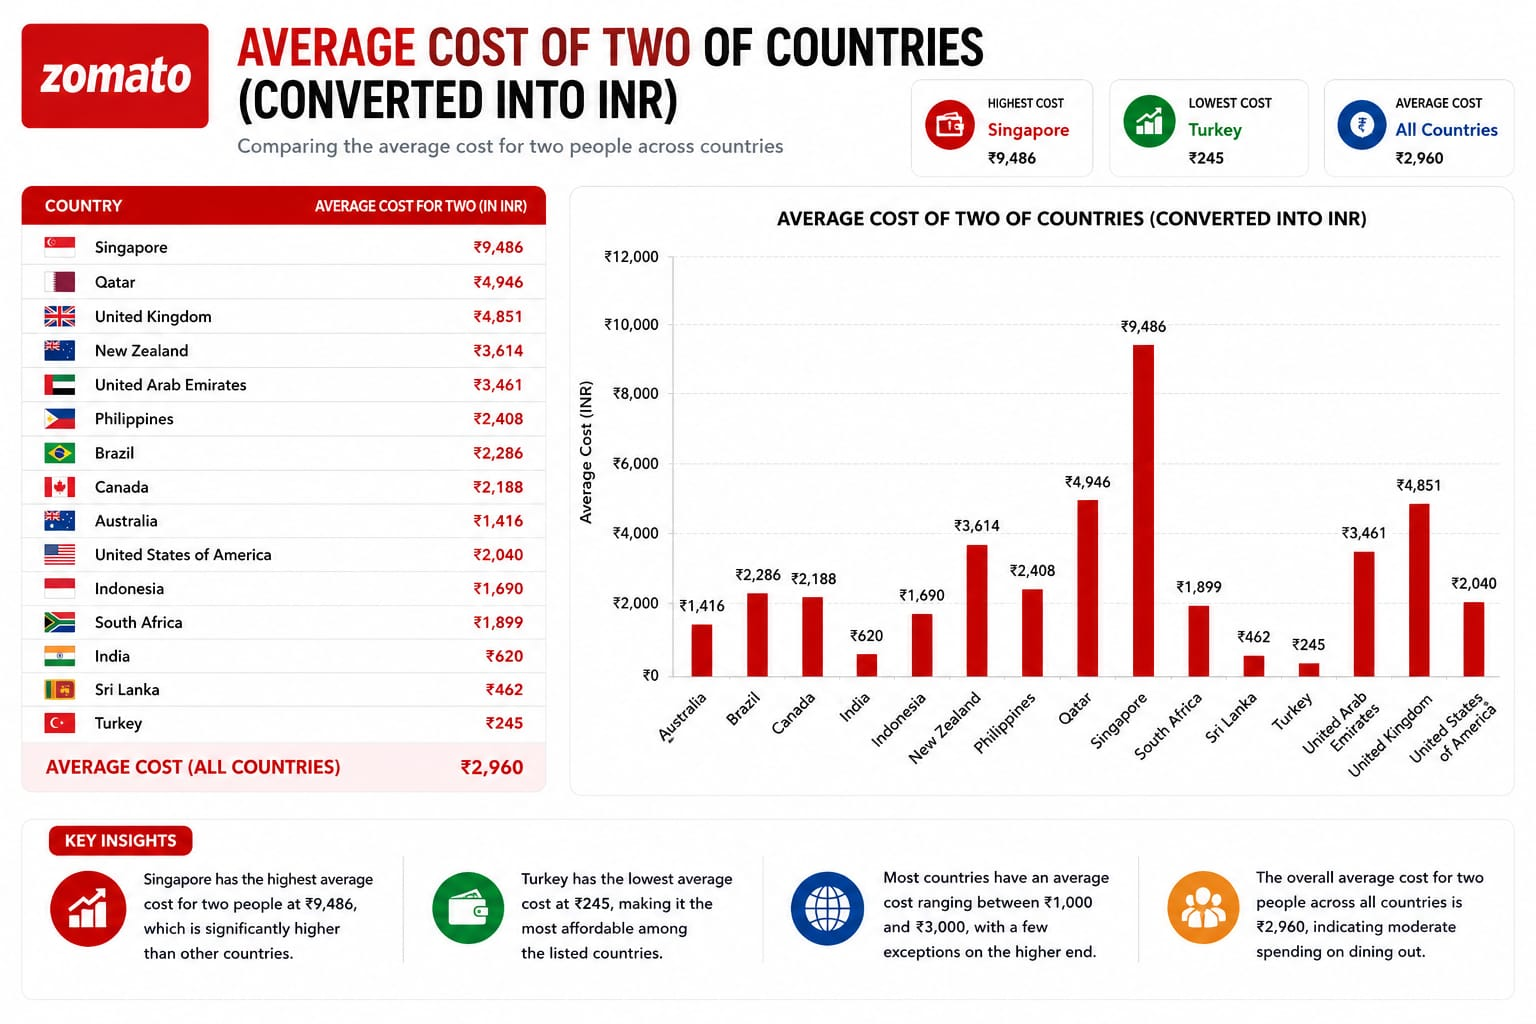 zomato
AVERAGE COST OF TWO OF COUNTRIES
(CONVERTED INTO INR)
Comparing the average cost for two people across countries
HIGHEST COST
Singapore
₹9,486
LOWEST COST
Turkey
₹245
AVERAGE COST
All Countries
₹2,960
COUNTRY AVERAGE COST FOR TWO (IN INR)
Singapore ₹9,486
Qatar ₹4,946
United Kingdom ₹4,851
New Zealand ₹3,614
United Arab Emirates ₹3,461
Philippines ₹2,408
Brazil ₹2,286
Canada ₹2,188
Australia ₹1,416
United States of America ₹2,040
Indonesia ₹1,690
South Africa ₹1,899
India ₹620
Sri Lanka ₹462
Turkey ₹245
AVERAGE COST (ALL COUNTRIES) ₹2,960
AVERAGE COST OF TWO OF COUNTRIES (CONVERTED INTO INR)
Average Cost (INR)
₹12,000
₹10,000
₹8,000
₹6,000
₹4,000
₹2,000
₹0
₹1,416
₹2,286
₹2,188
₹620
₹1,690
₹3,614
₹2,408
₹4,946
₹9,486
₹1,899
₹462
₹245
₹3,461
₹4,851
₹2,040
Australia
Brazil
Canada
India
Indonesia
New Zealand
Philippines
Qatar
Singapore
South Africa
Sri Lanka
Turkey
United Arab
Emirates
United Kingdom
United States
of America
KEY INSIGHTS
Singapore has the highest average
cost for two people at ₹9,486,
which is significantly higher
than other countries.
Turkey has the lowest average
cost at ₹245, making it the
most affordable among
the listed countries.
Most countries have an average
cost ranging between ₹1,000
and ₹3,000, with a few
exceptions on the higher end.
The overall average cost for two
people across all countries is
₹2,960, indicating moderate
spending on dining out.